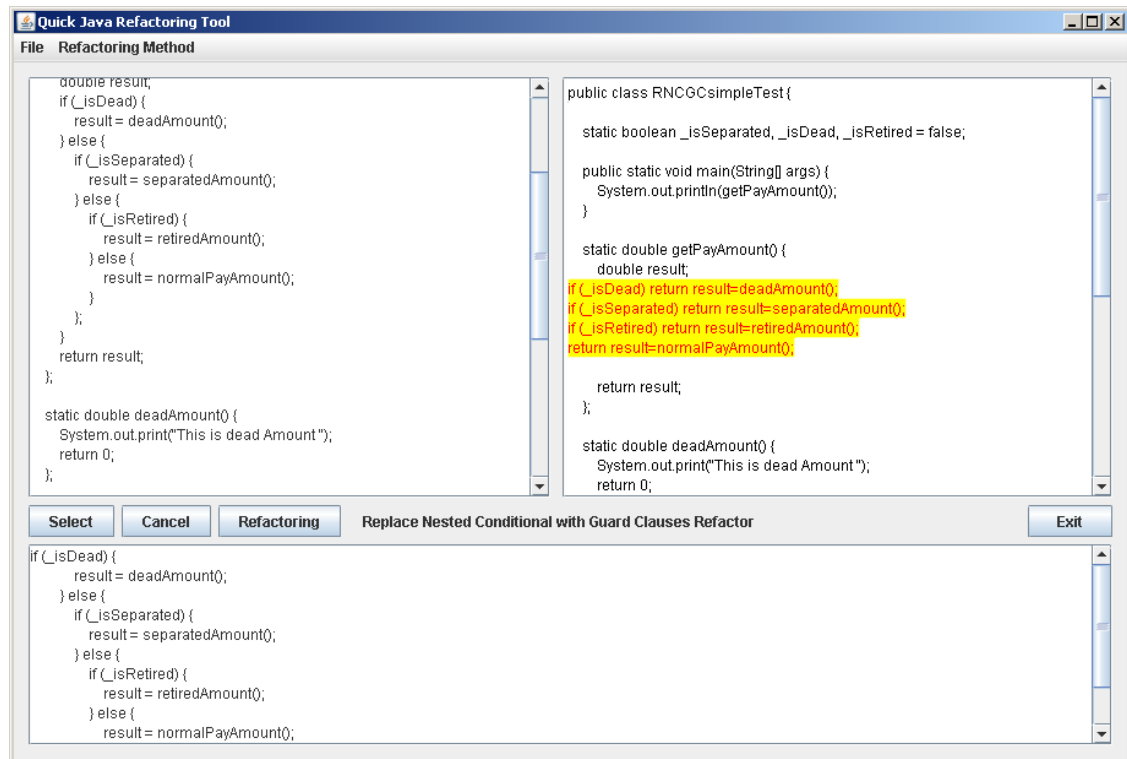 Quick Java Refactoring Tool
File Refactoring Method
double result;
if (_isDead) {
result = deadAmount();
} else {
if (_isSeparated) {
result = separatedAmount();
} else {
if (_isRetired) {
result = retiredAmount();
} else {
result = normalPayAmount();
}
};
}
return result;
};
static double deadAmount() {
System.out.print("This is dead Amount");
return 0;
};
public class RNCGCsimpleTest {
static boolean _isSeparated, _isDead, _isRetired = false;
public static void main(String[] args) {
System.out.println(getPayAmount());
}
static double getPayAmount() {
double result;
if (_isDead) return result=deadAmount();
if (_isSeparated) return result=separatedAmount();
if (_isRetired) return result=retiredAmount();
return result=normalPayAmount();
return result;
};
static double deadAmount() {
System.out.print("This is dead Amount");
return 0;
Select Cancel Refactoring Replace Nested Conditional with Guard Clauses Refactor Exit
if (_isDead) {
result = deadAmount();
} else {
if (_isSeparated) {
result = separatedAmount();
} else {
if (_isRetired) {
result = retiredAmount();
} else {
result = normalPayAmount();